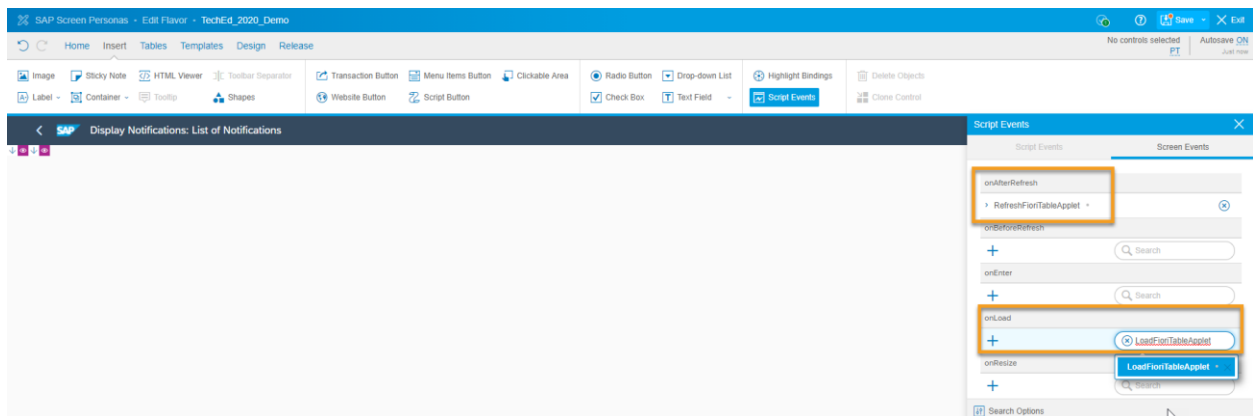 SAP Screen Personas - Edit Flavor - TechEd_2020_Demo
Save
Exit
Home Insert Tables Templates Design Release
No controls selected
PT
Autosave ON
Just now
Image Sticky Note HTML Viewer Toolbar Separator Transaction Button Menu Items Button Clickable Area Radio Button Drop-down List Highlight Bindings Delete Objects
Label Container Tooltip Shapes Website Button Script Button Check Box Text Field Script Events Clone Control
SAP Display Notifications: List of Notifications
Script Events
Script Events Screen Events
onAfterRefresh
RefreshFioriTableApplet
onBeforeRefresh
Search
onEnter
Search
onLoad
LoadFioriTableApplet
LoadFioriTableApplet
onResize
Search
Search Options